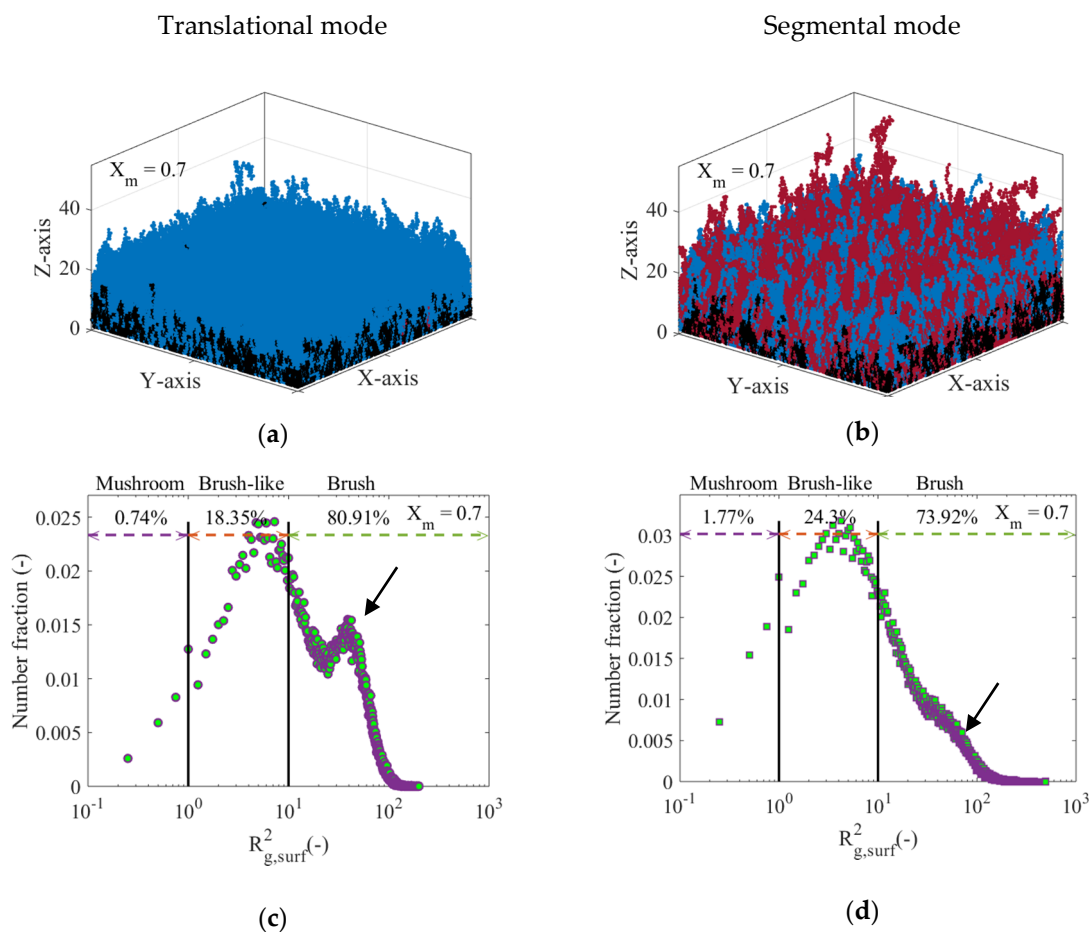 Translational mode
Segmental mode
X_m = 0.7
Z-axis
40
20
0
Y-axis
X-axis
(a)
X_m = 0.7
Z-axis
40
20
0
Y-axis
X-axis
(b)
Mushroom Brush-like Brush
0.74% 18.35% 80.91% X_m = 0.7
Number fraction (-)
0.025
0.02
0.015
0.01
0.005
0
10^-1 10^0 10^1 10^2 10^3
R^2_g,surf(-)
(c)
Mushroom Brush-like Brush
1.77% 24.3% 73.92% X_m = 0.7
Number fraction (-)
0.03
0.025
0.02
0.015
0.01
0.005
0
10^-1 10^0 10^1 10^2 10^3
R^2_g,surf(-)
(d)